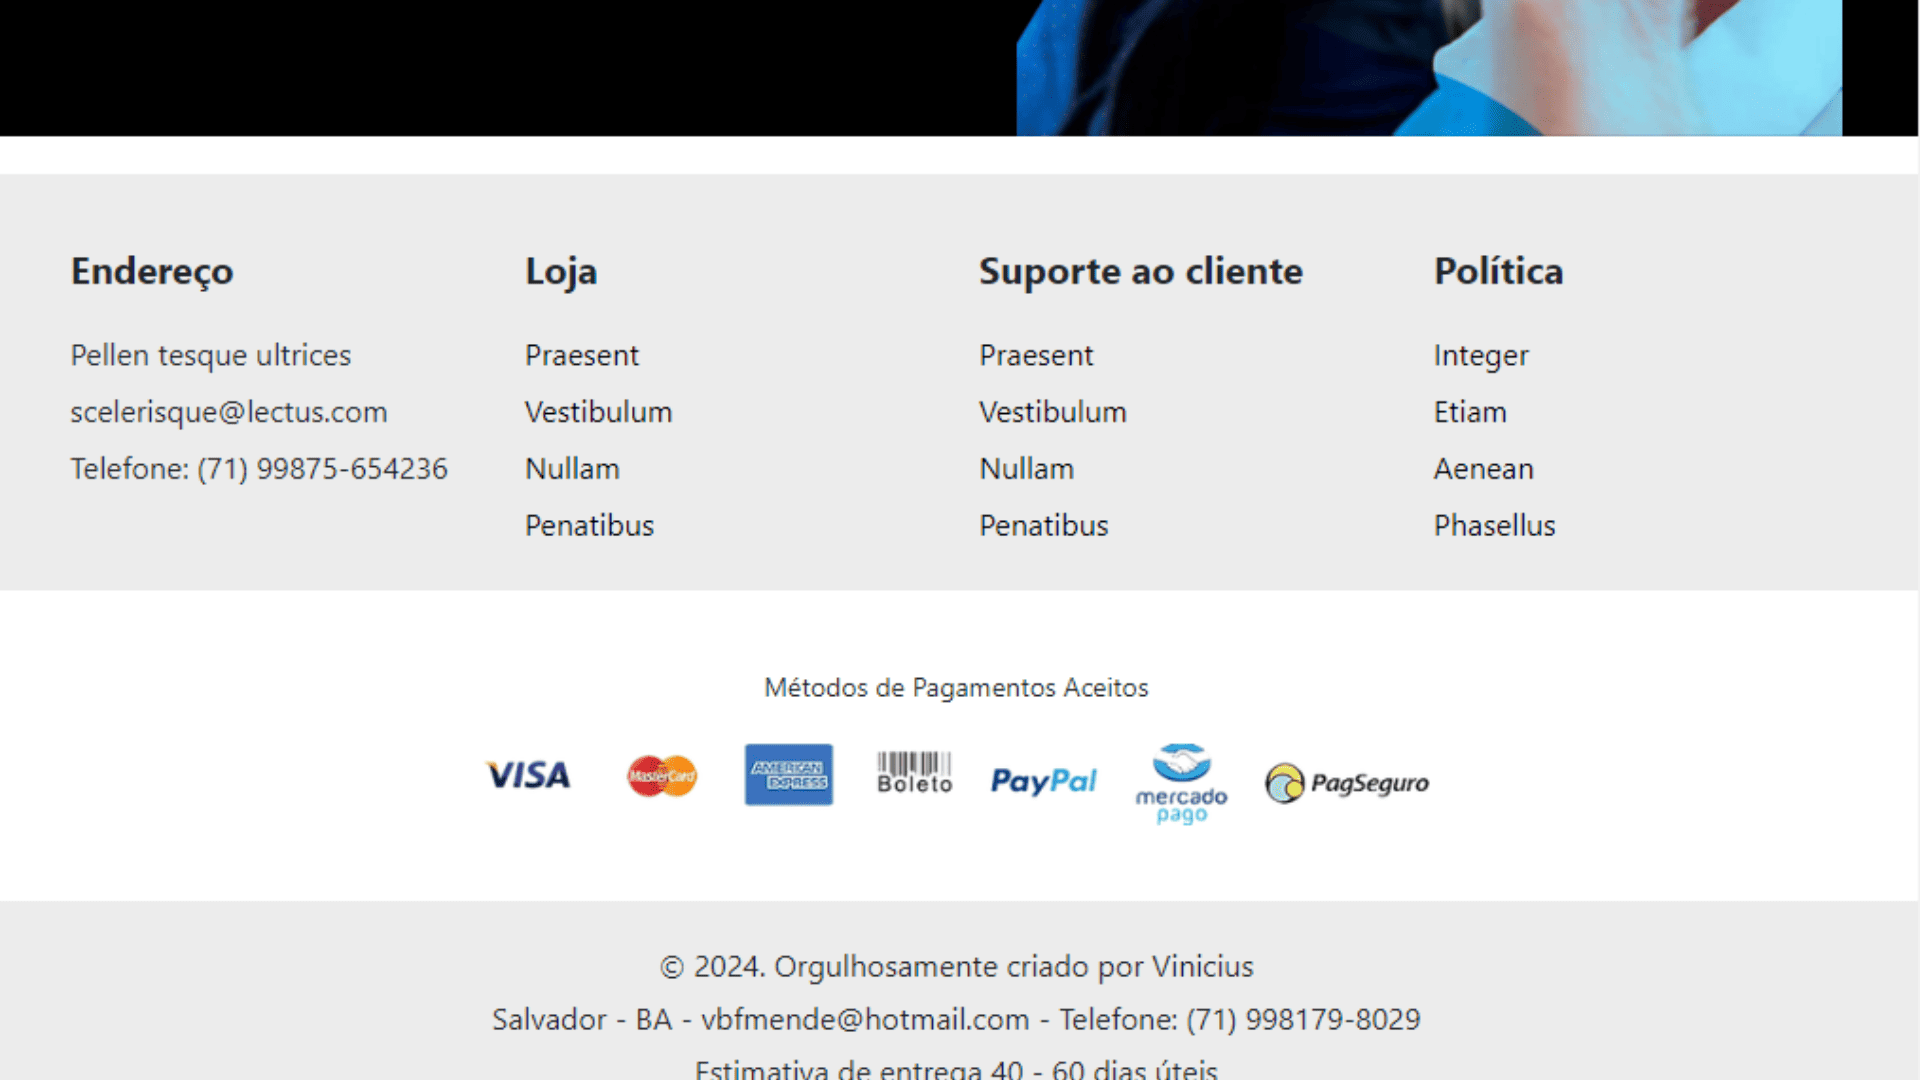 Endereço
Pellen tesque ultrices
scelerisque@lectus.com
Telefone: (71) 99875-654236
Loja
Praesent
Vestibulum
Nullam
Penatibus
Suporte ao cliente
Praesent
Vestibulum
Nullam
Penatibus
Política
Integer
Etiam
Aenean
Phasellus
Métodos de Pagamentos Aceitos
VISA
MasterCard
AMERICAN EXPRESS
Boleto
PayPal
mercado pago
PagSeguro
© 2024. Orgulhosamente criado por Vinicius
Salvador - BA - vbfmende@hotmail.com - Telefone: (71) 998179-8029
Estimativa de entrega 40 - 60 dias úteis